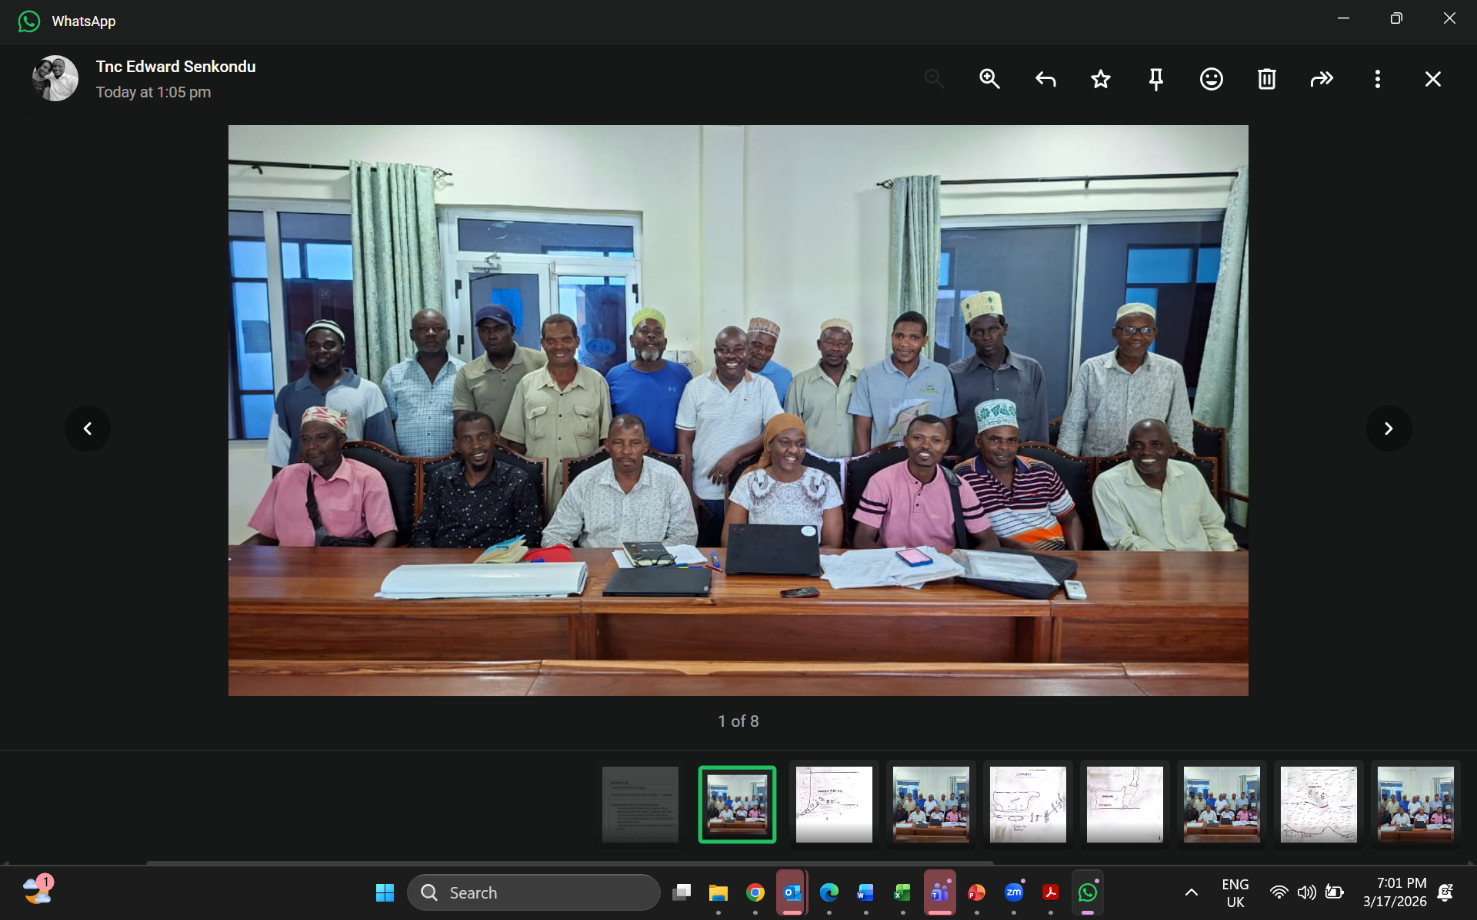 WhatsApp
Tnc Edward Senkondu
Today at 1:05 pm
1 of 8
1
Search
ENG
UK
7:01 PM
3/17/2026